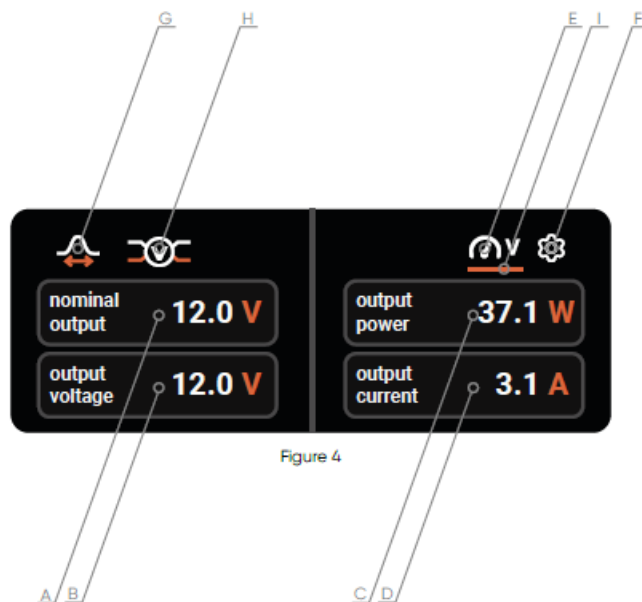 G H E I F
V V
nominal
output 12.0 V
output
power 37.1 W
output
voltage 12.0 V
output
current 3.1 A
Figure 4
A B C D